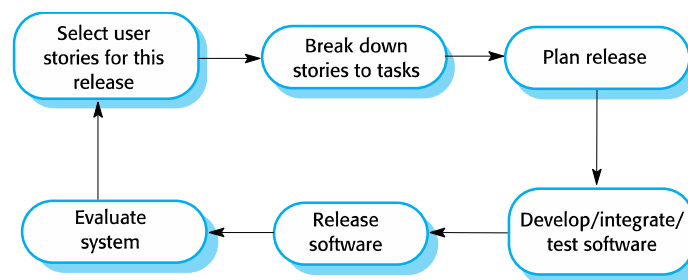 Select user
stories for this
release
Break down
stories to tasks
Plan release
Evaluate
system
Release
software
Develop/integrate/
test software